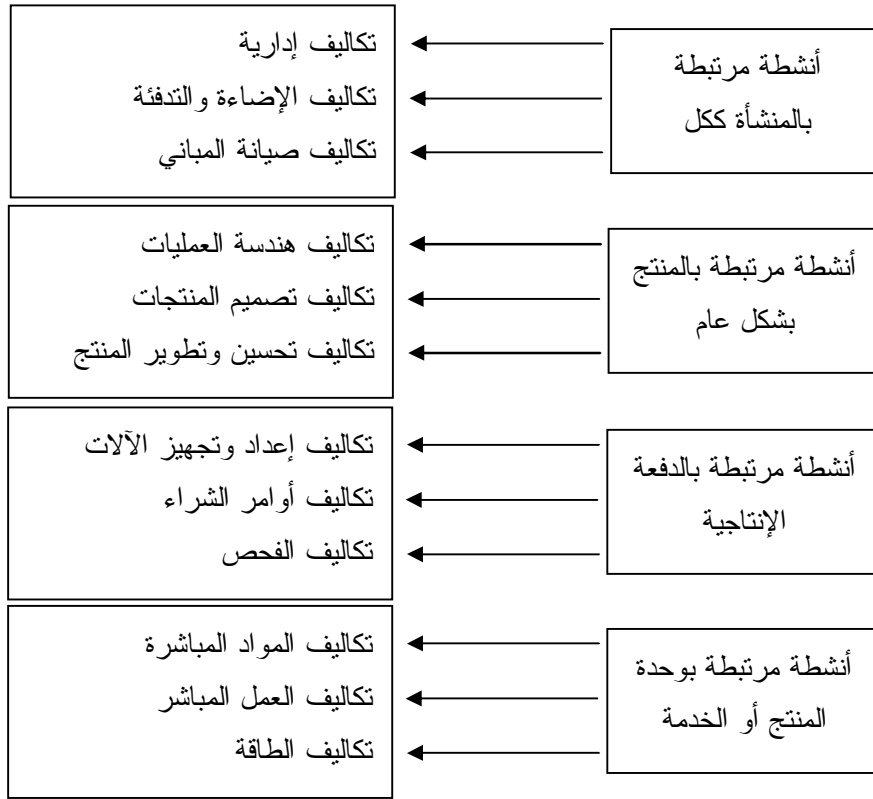 أنشطة مرتبطة
بالمنشأة ككل
تكاليف إدارية
تكاليف الإضاءة والتدفئة
تكاليف صيانة المباني
أنشطة مرتبطة بالمنتج
بشكل عام
تكاليف هندسة العمليات
تكاليف تصميم المنتجات
تكاليف تحسين وتطوير المنتج
أنشطة مرتبطة بالدفعة
الإنتاجية
تكاليف إعداد وتجهيز الآلات
تكاليف أوامر الشراء
تكاليف الفحص
أنشطة مرتبطة بوحدة
المنتج أو الخدمة
تكاليف المواد المباشرة
تكاليف العمل المباشر
تكاليف الطاقة